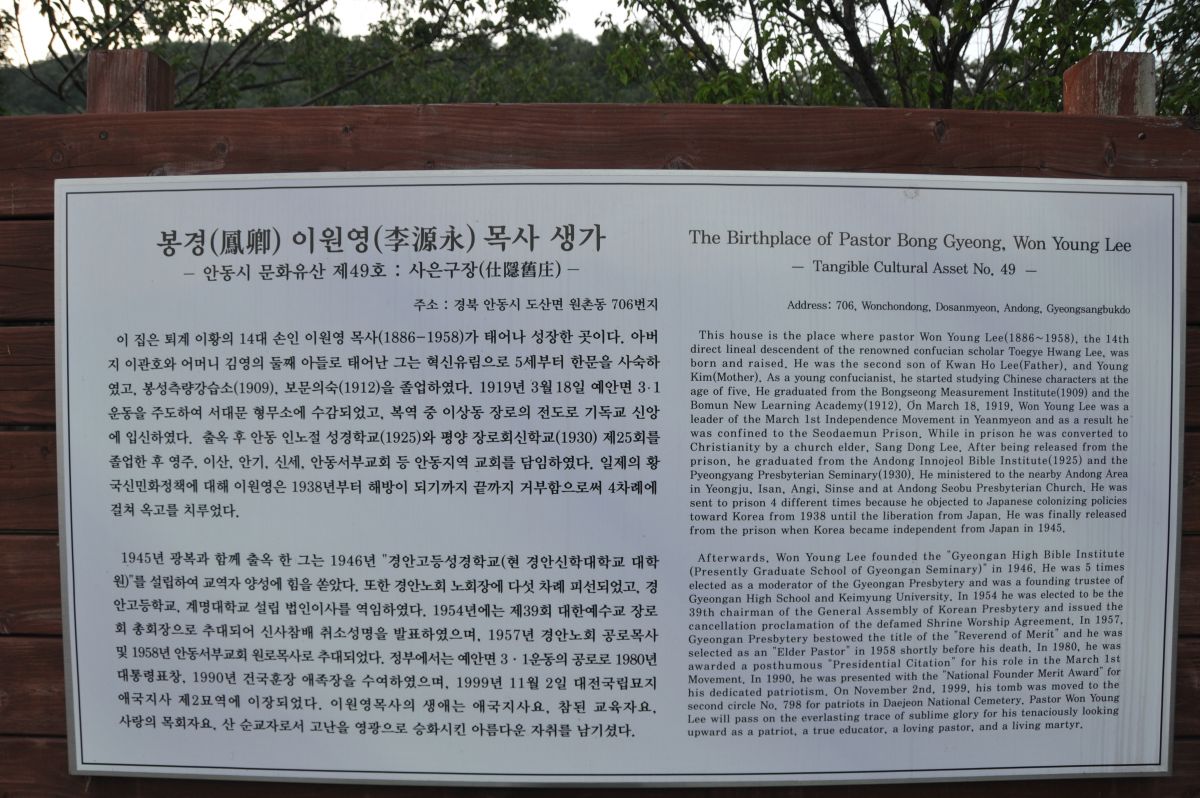 봉경(鳳卿) 이원영(李源永) 목사 생가
– 안동시 문화유산 제49호 : 사은구장(仕隱舊庄) –
주소 : 경북 안동시 도산면 원촌동 706번지
이 집은 퇴계 이황의 14대 손인 이원영 목사(1886-1958)가 태어나 성장한 곳이다. 아버
지 이관호와 어머니 김영의 둘째 아들로 태어난 그는 혁신유림으로 5세부터 한문을 사숙하
였고, 봉성측량강습소(1909), 보문의숙(1912)을 졸업하였다. 1919년 3월18일 예안면 3·1
운동을 주도하여 서대문 형무소에 수감되었고, 복역 중 이상동 장로의 전도로 기독교 신앙
에 입신하였다. 출옥 후 안동 인노절 성경학교(1925)와 평양 장로회신학교(1930) 제25회를
졸업한 후 영주, 이산, 안기, 신세, 안동서부교회 등 안동지역 교회를 담임하였다. 일제의 황
국신민화정책에 대해 이원영은 1938년부터 해방이 되기까지 끝까지 거부함으로써 4차례에
걸쳐 옥고를 치루었다.
1945년 광복과 함께 출옥 한 그는 1946년 "경안고등성경학교(현 경안신학대학교 대학
원)"를 설립하여 교역자 양성에 힘을 쏟았다. 또한 경안노회 노회장에 다섯 차례 피선되었고, 경
안고등학교, 계명대학교 설립 법인이사를 역임하였다. 1954년에는 제39회 대한예수교 장로
회 총회장으로 추대되어 신사참배 취소성명을 발표하였으며, 1957년 경안노회 공로목사
및 1958년 안동서부교회 원로목사로 추대되었다. 정부에서는 예안면 3·1운동의 공로로 1980년
대통령표창, 1990년 건국훈장 애족장을 수여하였으며, 1999년 11월 2일 대전국립묘지
애국지사 제2묘역에 이장되었다. 이원영목사의 생애는 애국지사요, 참된 교육자요,
사랑의 목회자요, 산 순교자로서 고난을 영광으로 승화시킨 아름다운 자취를 남기셨다.
The Birthplace of Pastor Bong Gyeong, Won Young Lee
– Tangible Cultural Asset No. 49 –
Address: 706, Wonchondong, Dosanmyeon, Andong, Gyeongsangbukdo
This house is the place where pastor Won Young Lee(1886~1958), the 14th
direct lineal descendent of the renowned confucian scholar Toegye Hwang Lee, was
born and raised. He was the second son of Kwan Ho Lee(Father), and Young
Kim(Mother). As a young confucianist, he started studying Chinese characters at the
age of five. He graduated from the Bongseong Measurement Institute(1909) and the
Bomun New Learning Academy(1912). On March 18, 1919, Won Young Lee was a
leader of the March 1st Independence Movement in Yeanmyeon and as a result he
was confined to the Seodaemun Prison. While in prison he was converted to
Christianity by a church elder, Sang Dong Lee. After being released from the
prison, he graduated from the Andong Innojeol Bible Institute(1925) and the
Pyeongyang Presbyterian Seminary(1930). He ministered to the nearby Andong Area
in Yeongju, Isan, Angi, Sinse and at Andong Seobu Presbyterian Church. He was
sent to prison 4 different times because he objected to Japanese colonizing policies
toward Korea from 1938 until the liberation from Japan. He was finally released
from the prison when Korea became independent from Japan in 1945.
Afterwards, Won Young Lee founded the "Gyeongan High Bible Institute
(Presently Graduate School of Gyeongan Seminary)" in 1946. He was 5 times
elected as a moderator of the Gyeongan Presbytery and was a founding trustee of
Gyeongan High School and Keimyung University. In 1954 he was elected to be the
39th chairman of the General Assembly of Korean Presbytery and issued the
cancellation proclamation of the defamed Shrine Worship Agreement. In 1957,
Gyeongan Presbytery bestowed the title of the "Reverend of Merit" and he was
selected as an "Elder Pastor" in 1958 shortly before his death. In 1980, he was
awarded a posthumous "Presidential Citation" for his role in the March 1st
Movement. In 1990, he was presented with the "National Founder Merit Award" for
his dedicated patriotism. On November 2nd, 1999, his tomb was moved to the
second circle No. 798 for patriots in Daejeon National Cemetery. Pastor Won Young
Lee will pass on the everlasting trace of sublime glory for his tenaciously looking
upward as a patriot, a true educator, a loving pastor, and a living martyr.